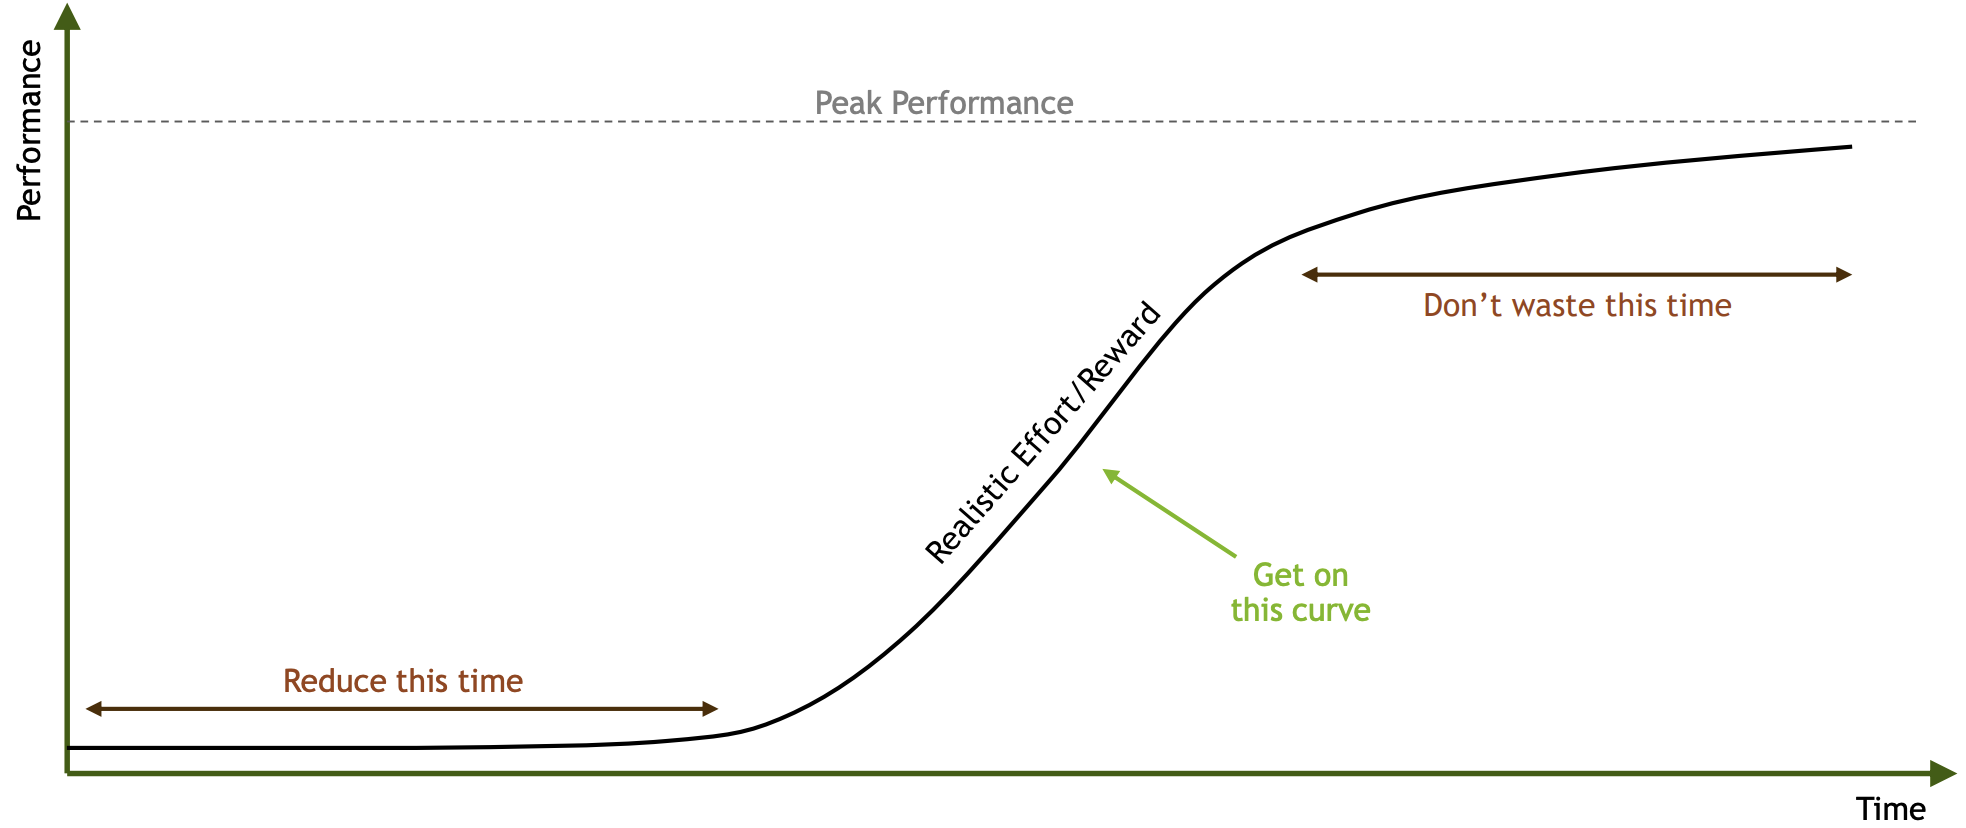 Performance
Peak Performance
Don’t waste this time
Realistic Effort/Reward
Get on
this curve
Reduce this time
Time